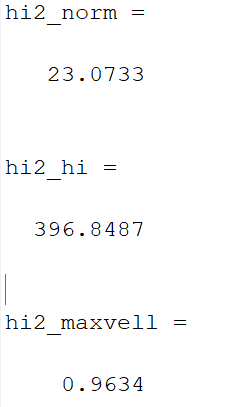 hi2_norm =
23.0733
hi2_hi =
396.8487
hi2_maxvell =
0.9634